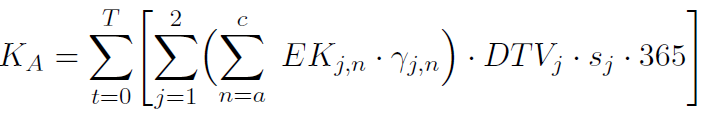 $K_A = \sum_{t=0}^{T} \left[ \sum_{j=1}^{2} \left( \sum_{n=a}^{c} EK_{j,n} \cdot \gamma_{j,n} \right) \cdot DTV_j \cdot s_j \cdot 365 \right]$